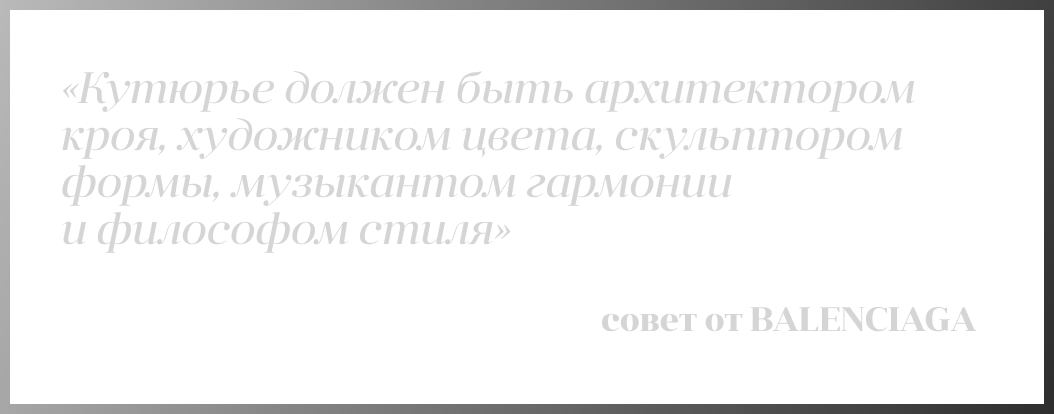 «Кутюрье должен быть архитектором
кроя, художником цвета, скульптором
формы, музыкантом гармонии
и философом стиля»
совет от BALENCIAGA